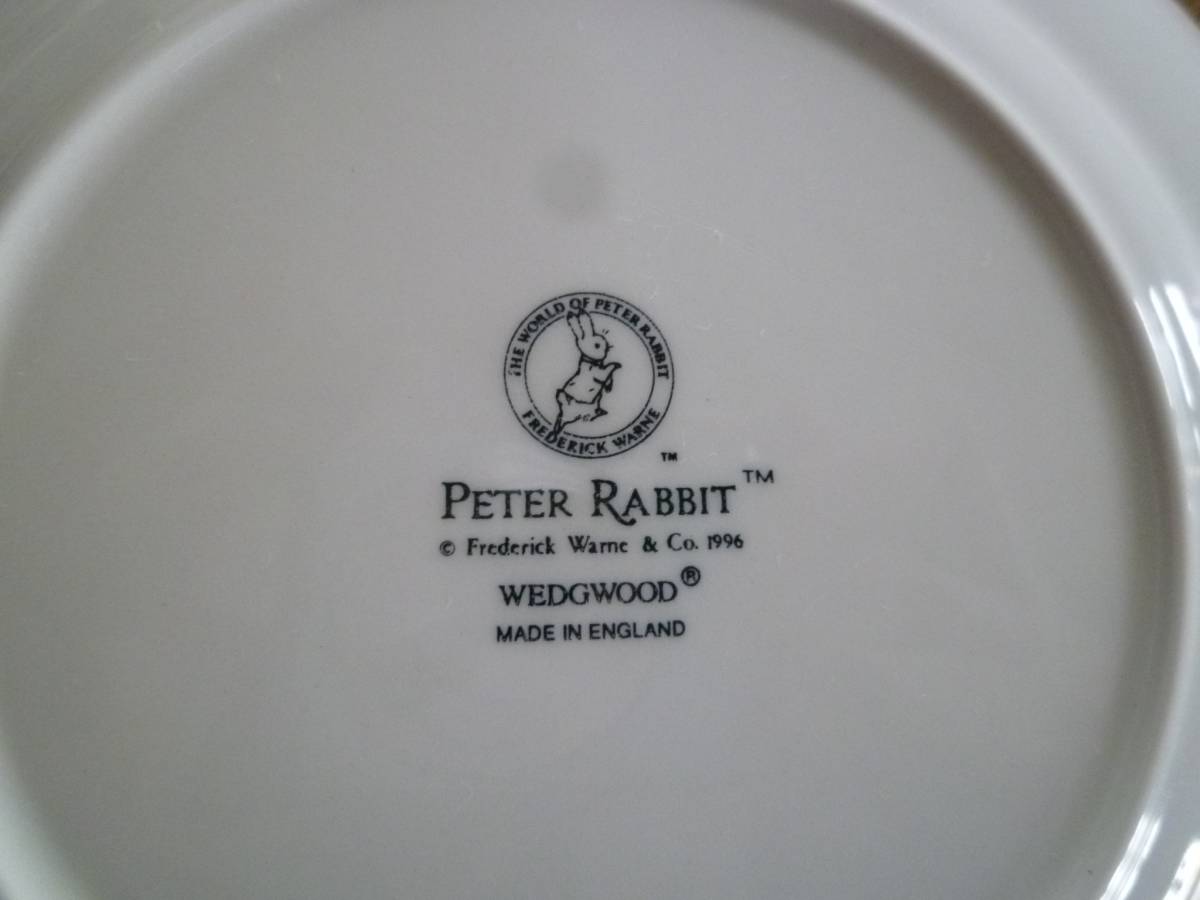 THE WORLD OF PETER RABBIT
FREDERICK WARNE
TM
PETER RABBIT™
© Frederick Warne & Co. 1996
WEDGWOOD®
MADE IN ENGLAND